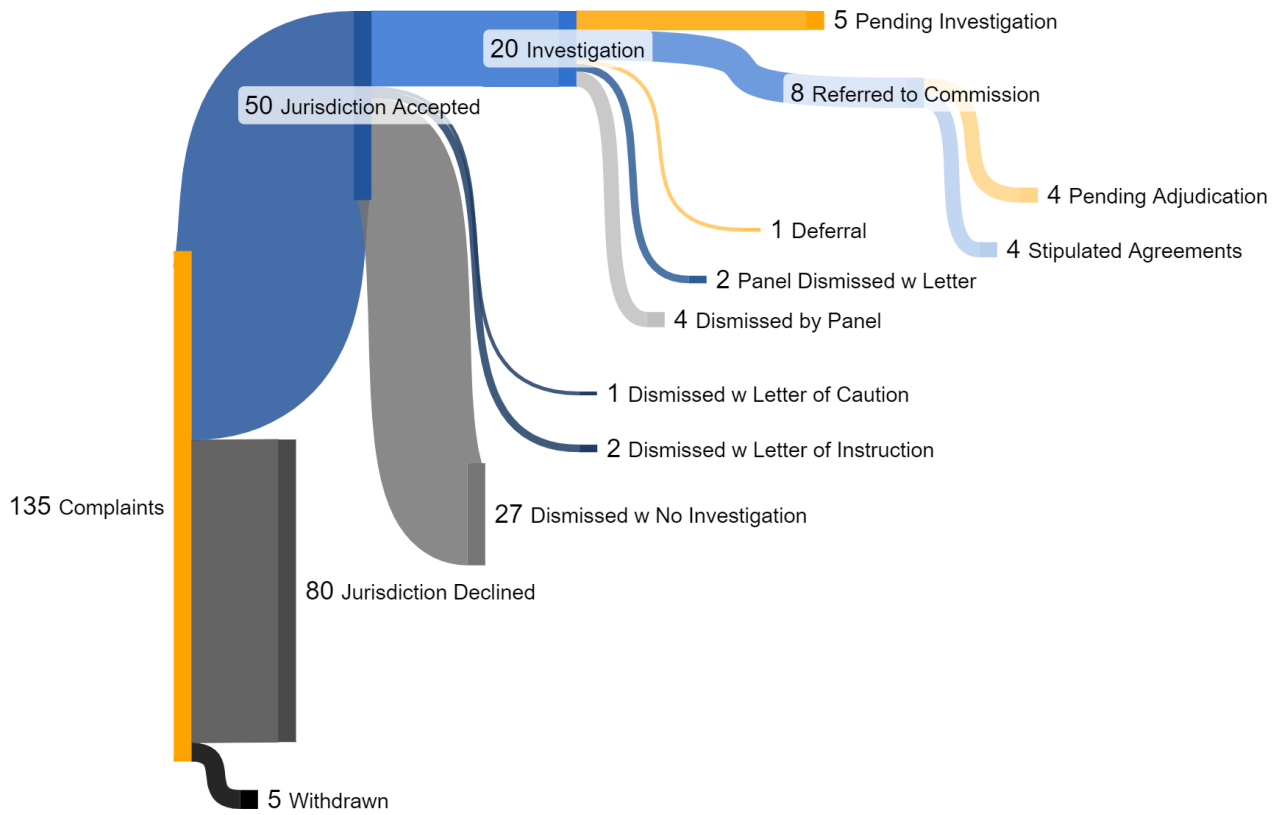 5 Pending Investigation
20 Investigation
8 Referred to Commission
50 Jurisdiction Accepted
4 Pending Adjudication
1 Deferral
4 Stipulated Agreements
2 Panel Dismissed w Letter
4 Dismissed by Panel
1 Dismissed w Letter of Caution
2 Dismissed w Letter of Instruction
135 Complaints
27 Dismissed w No Investigation
80 Jurisdiction Declined
5 Withdrawn